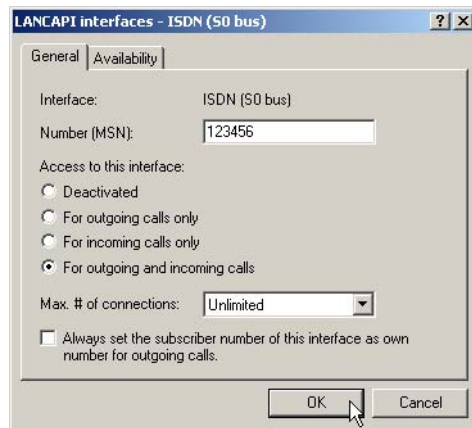 LANCAPI interfaces - ISDN (S0 bus)
General Availability
Interface: ISDN (S0 bus)
Number (MSN): 123456
Access to this interface:
Deactivated
For outgoing calls only
For incoming calls only
For outgoing and incoming calls
Max. # of connections: Unlimited
Always set the subscriber number of this interface as own
number for outgoing calls.
OK Cancel